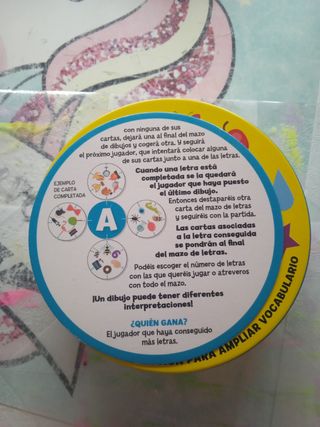 con ninguna de sus
cartas, dejará una al final del mazo
de dibujos y cogerá otra. Y seguirá
el próximo jugador, que intentará colocar alguna
de sus cartas junto a una de las letras.
Cuando una letra está
completada se la quedará
el jugador que haya puesto
el último dibujo.
Entonces destaparéis otra
carta del mazo de letras
y seguiréis con la partida.
Las cartas asociadas
a la letra conseguida
se pondrán al final
del mazo de letras.
EJEMPLO
DE CARTA
COMPLETADA
A
Podéis escoger el número de letras
con las que queréis jugar o atreveros
con todo el mazo.
¡Un dibujo puede tener diferentes
interpretaciones!
¿QUIÉN GANA?
El jugador que haya conseguido
más letras.
PARA AMPLIAR VOCABULARIO